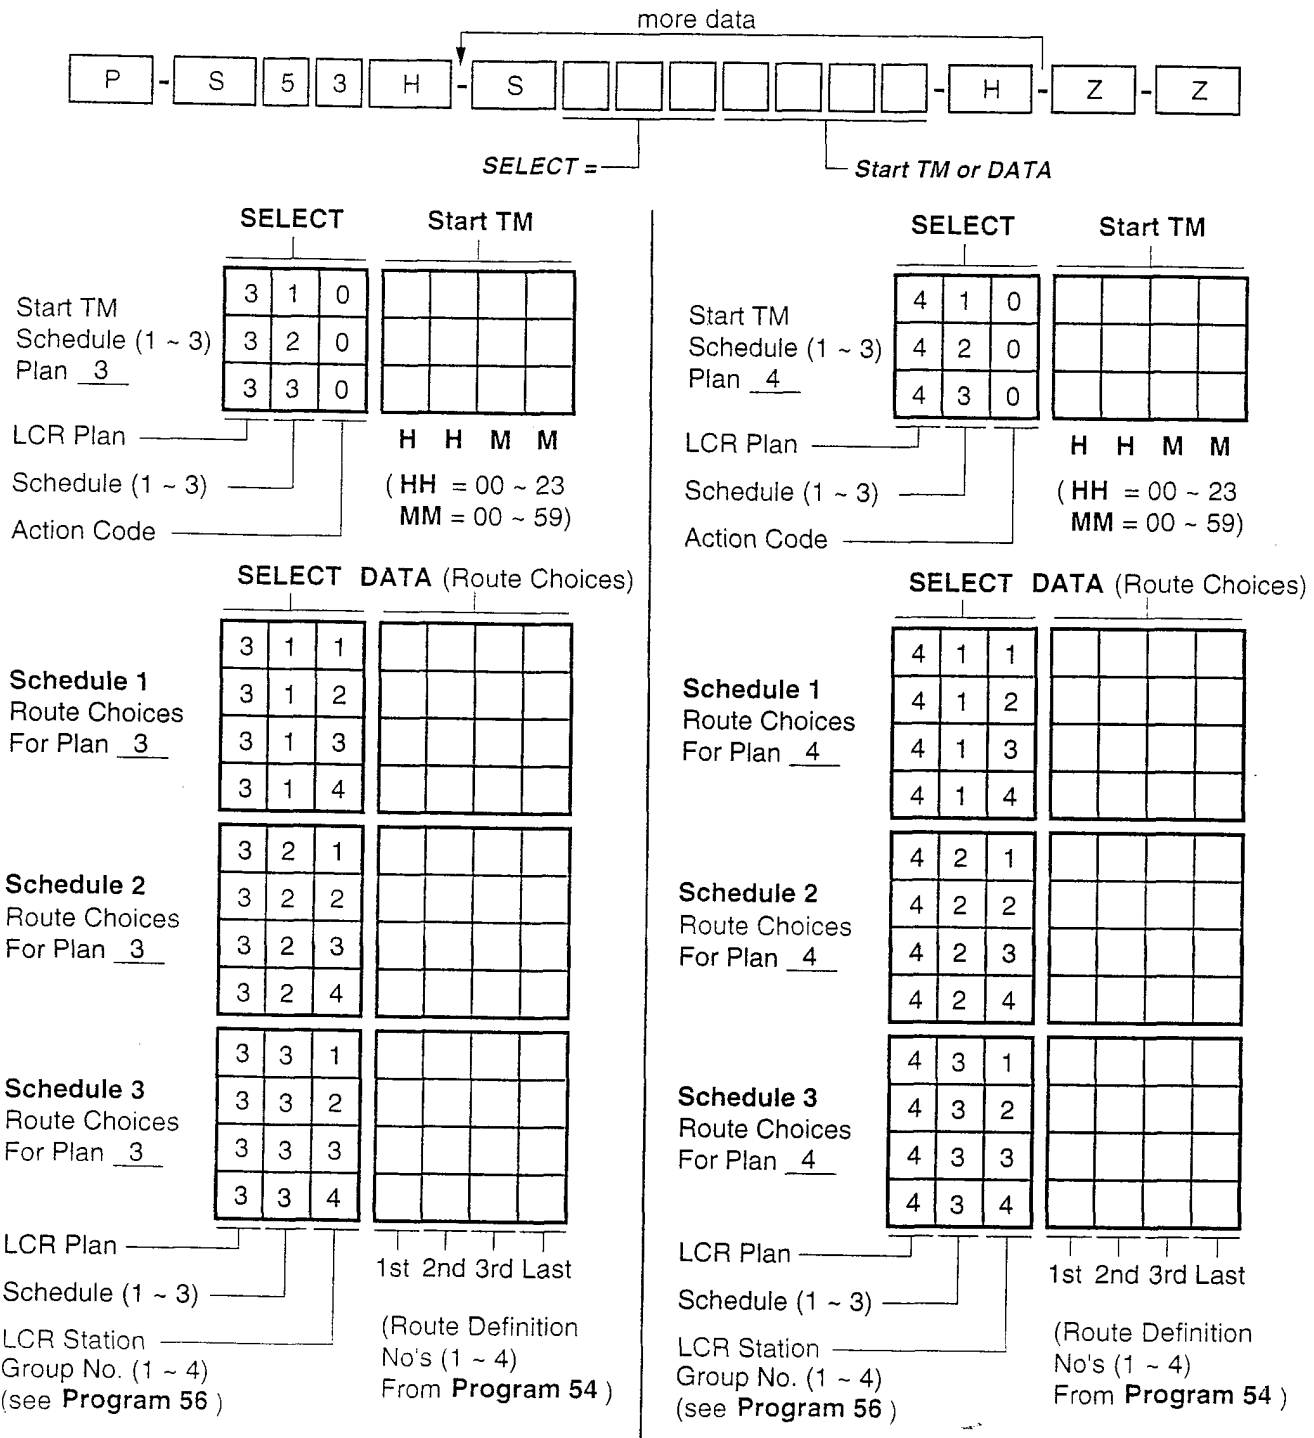 more data
P - S 5 3 H - S - H - Z - Z
SELECT =
Start TM or DATA
SELECT Start TM
Start TM
Schedule (1 ~ 3)
Plan 3
3 1 0
3 2 0
3 3 0
LCR Plan
Schedule (1 ~ 3)
Action Code
H H M M
( HH = 00 ~ 23
MM = 00 ~ 59)
SELECT DATA (Route Choices)
Schedule 1
Route Choices
For Plan 3
3 1 1
3 1 2
3 1 3
3 1 4
Schedule 2
Route Choices
For Plan 3
3 2 1
3 2 2
3 2 3
3 2 4
Schedule 3
Route Choices
For Plan 3
3 3 1
3 3 2
3 3 3
3 3 4
LCR Plan
Schedule (1 ~ 3)
LCR Station
Group No. (1 ~ 4)
(see Program 56 )
1st 2nd 3rd Last
(Route Definition
No's (1 ~ 4)
From Program 54 )
SELECT Start TM
Start TM
Schedule (1 ~ 3)
Plan 4
4 1 0
4 2 0
4 3 0
LCR Plan
Schedule (1 ~ 3)
Action Code
H H M M
( HH = 00 ~ 23
MM = 00 ~ 59)
SELECT DATA (Route Choices)
Schedule 1
Route Choices
For Plan 4
4 1 1
4 1 2
4 1 3
4 1 4
Schedule 2
Route Choices
For Plan 4
4 2 1
4 2 2
4 2 3
4 2 4
Schedule 3
Route Choices
For Plan 4
4 3 1
4 3 2
4 3 3
4 3 4
LCR Plan
Schedule (1 ~ 3)
LCR Station
Group No. (1 ~ 4)
(see Program 56 )
1st 2nd 3rd Last
(Route Definition
No's (1 ~ 4)
From Program 54 )